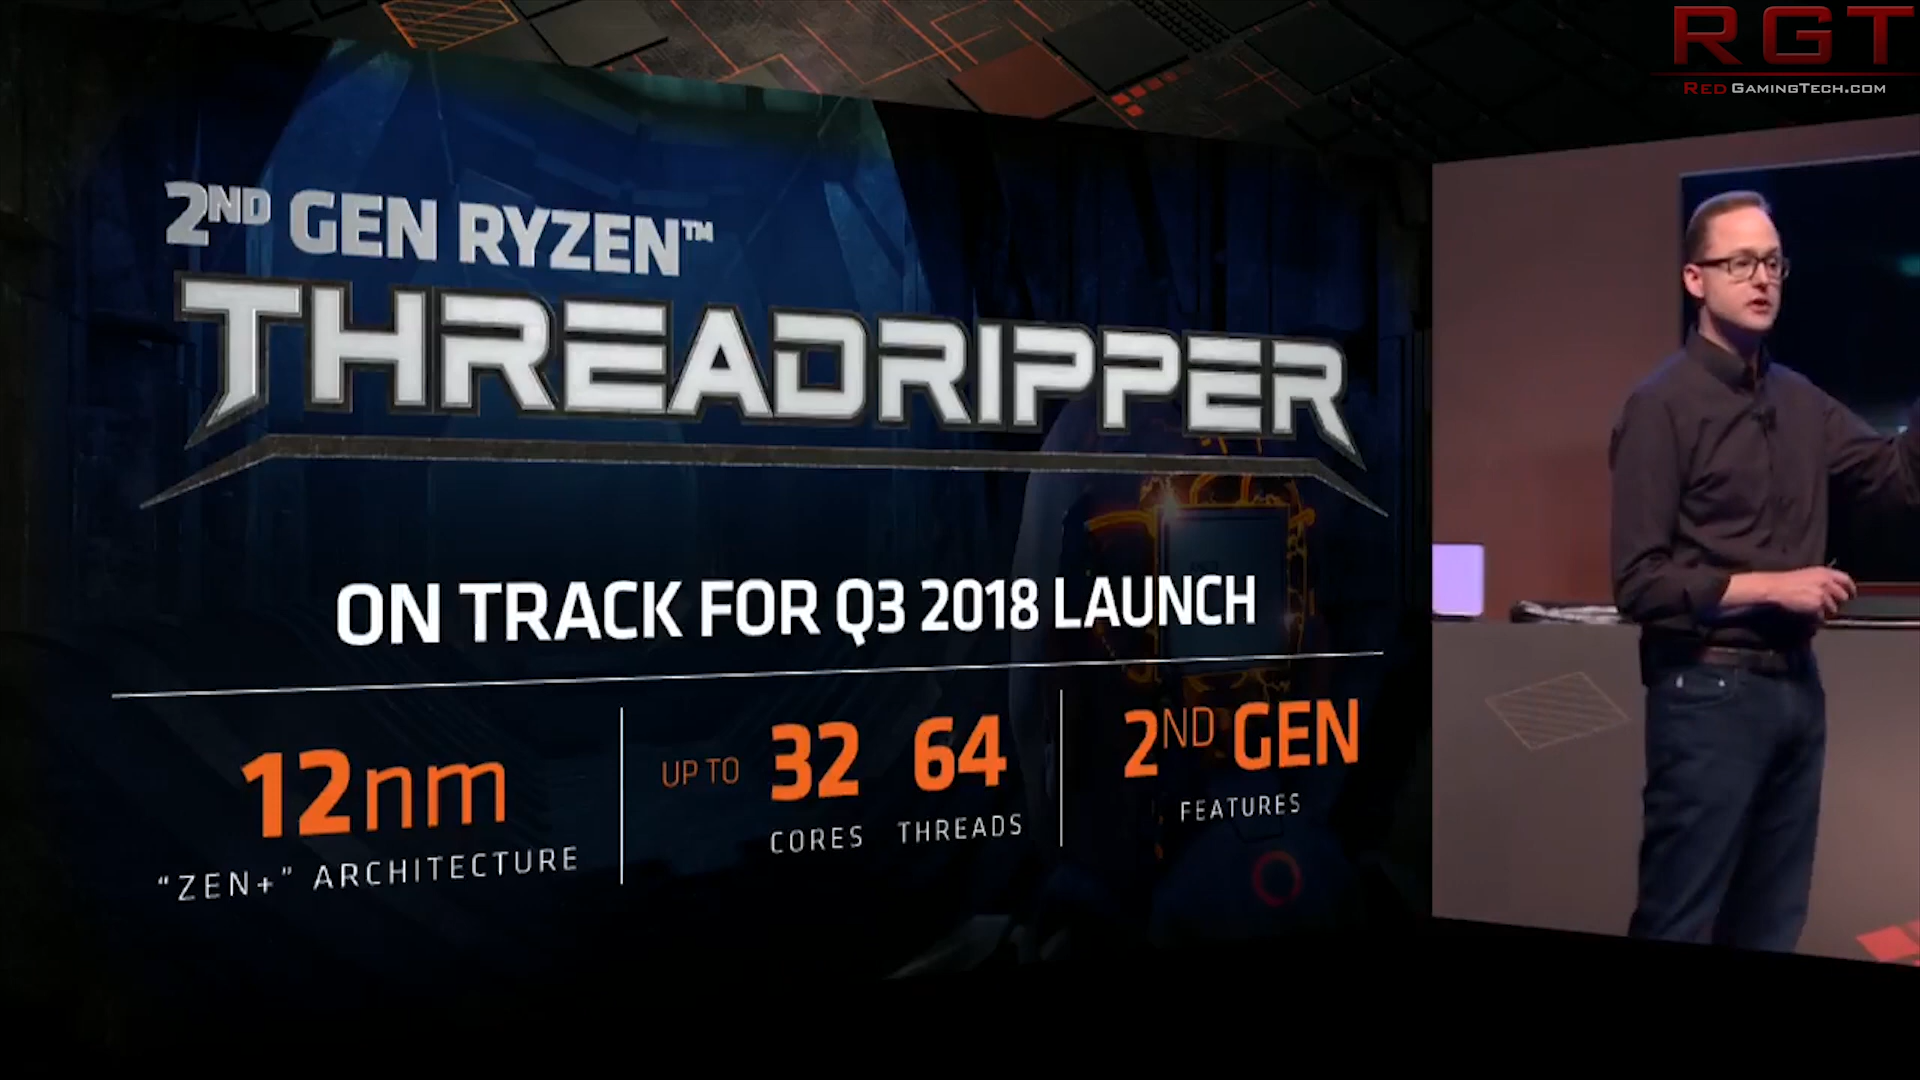 RGT
RED GAMINGTECH.COM
2ND GEN RYZEN™
THREADRIPPER
ON TRACK FOR Q3 2018 LAUNCH
12nm
"ZEN+" ARCHITECTURE
UP TO 32 64
CORES THREADS
2ND GEN
FEATURES